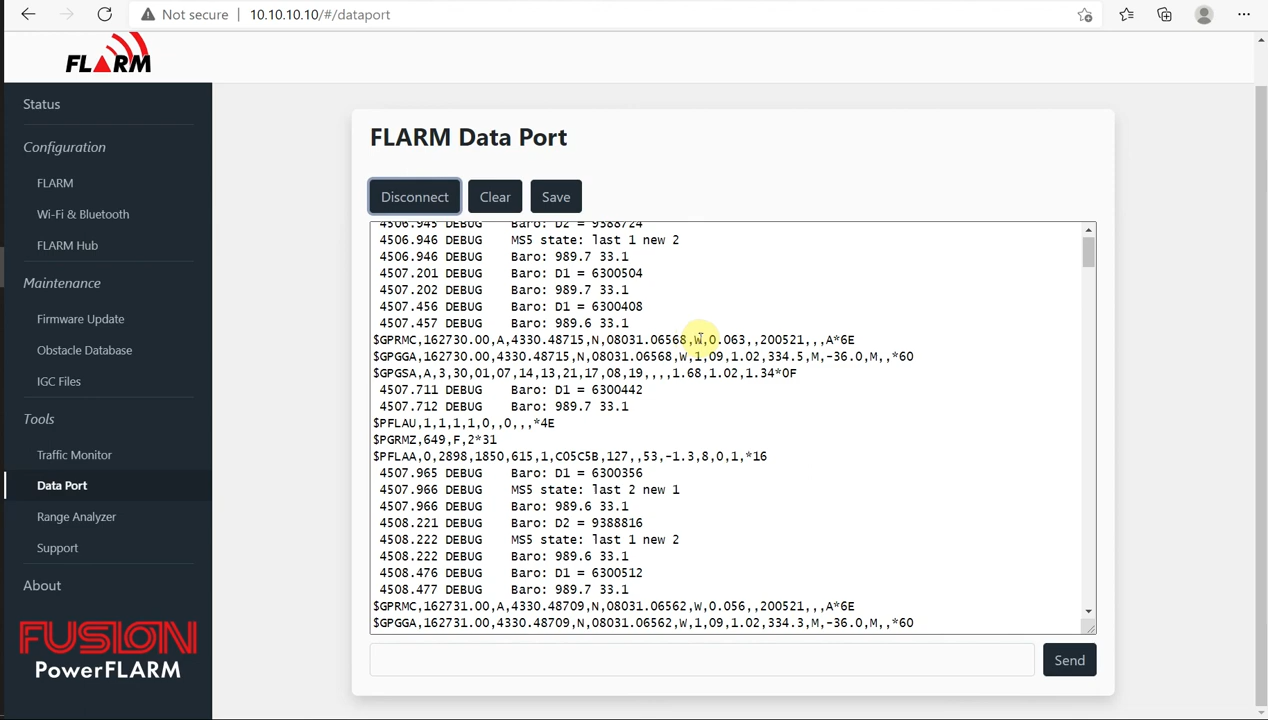 Not secure
10.10.10.10/#/dataport
FLARM
Status
Configuration
FLARM
Wi-Fi & Bluetooth
FLARM Hub
Maintenance
Firmware Update
Obstacle Database
IGC Files
Tools
Traffic Monitor
Data Port
Range Analyzer
Support
About
FUSION
PowerFLARM
FLARM Data Port
Disconnect
Clear
Save
4506.945 DEBUG Baro: D2 = 9388724
4506.946 DEBUG MS5 state: last 1 new 2
4506.946 DEBUG Baro: 989.7 33.1
4507.201 DEBUG Baro: D1 = 6300504
4507.202 DEBUG Baro: 989.7 33.1
4507.456 DEBUG Baro: D1 = 6300408
4507.457 DEBUG Baro: 989.6 33.1
$GPRMC,162730.00,A,4330.48715,N,08031.06568,W,0.063,,200521,,,A*6E
$GPGGA,162730.00,4330.48715,N,08031.06568,W,1,09,1.02,334.5,M,-36.0,M,,*60
$GPGSA,A,3,30,01,07,14,13,21,17,08,19,,,,1.68,1.02,1.34*0F
4507.711 DEBUG Baro: D1 = 6300442
4507.712 DEBUG Baro: 989.7 33.1
$PFLAU,1,1,1,1,0,,0,,,*4E
$PGRMZ,649,F,2*31
$PFLAA,0,2898,1850,615,1,C05C5B,127,,53,-1.3,8,0,1,*16
4507.965 DEBUG Baro: D1 = 6300356
4507.966 DEBUG MS5 state: last 2 new 1
4507.966 DEBUG Baro: 989.6 33.1
4508.221 DEBUG Baro: D2 = 9388816
4508.222 DEBUG MS5 state: last 1 new 2
4508.222 DEBUG Baro: 989.6 33.1
4508.476 DEBUG Baro: D1 = 6300512
4508.477 DEBUG Baro: 989.7 33.1
$GPRMC,162731.00,A,4330.48709,N,08031.06562,W,0.056,,200521,,,A*6E
$GPGGA,162731.00,4330.48709,N,08031.06562,W,1,09,1.02,334.3,M,-36.0,M,,*60
Send